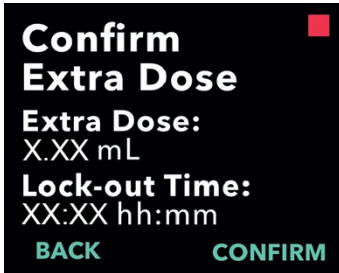 Confirm
Extra Dose
Extra Dose:
X.XX mL
Lock-out Time:
XX:XX hh:mm
BACK CONFIRM